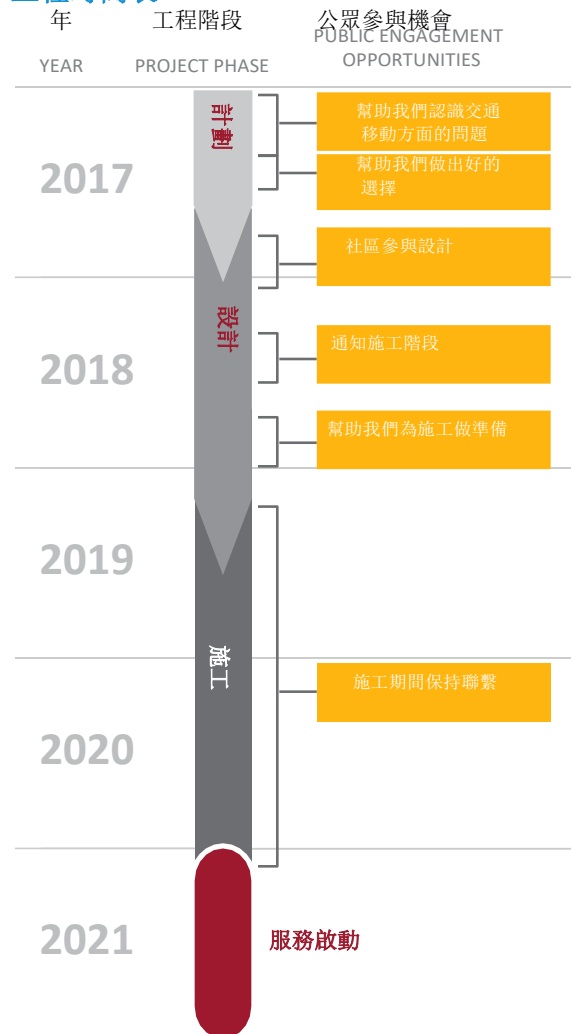 年 工程階段 公眾參與機會
YEAR PROJECT PHASE PUBLIC ENGAGEMENT
OPPORTUNITIES
計劃
幫助我們認識交通
移動方面的問題
2017
幫助我們做出好的
選擇
社區參與設計
設計
通知施工階段
2018
幫助我們為施工做準備
2019
施工
施工期間保持聯繫
2020
2021
服務啟動